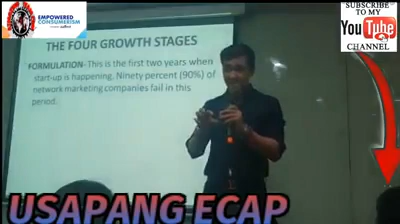 EMPOWERED
CONSUMERISM
SUBSCRIBE
TO MY
YouTube
CHANNEL
THE FOUR GROWTH STAGES
FORMULATION- This is the first two years when
start-up is happening. Ninety percent (90%) of
network marketing companies fail in this
period.
USAPANG ECAP